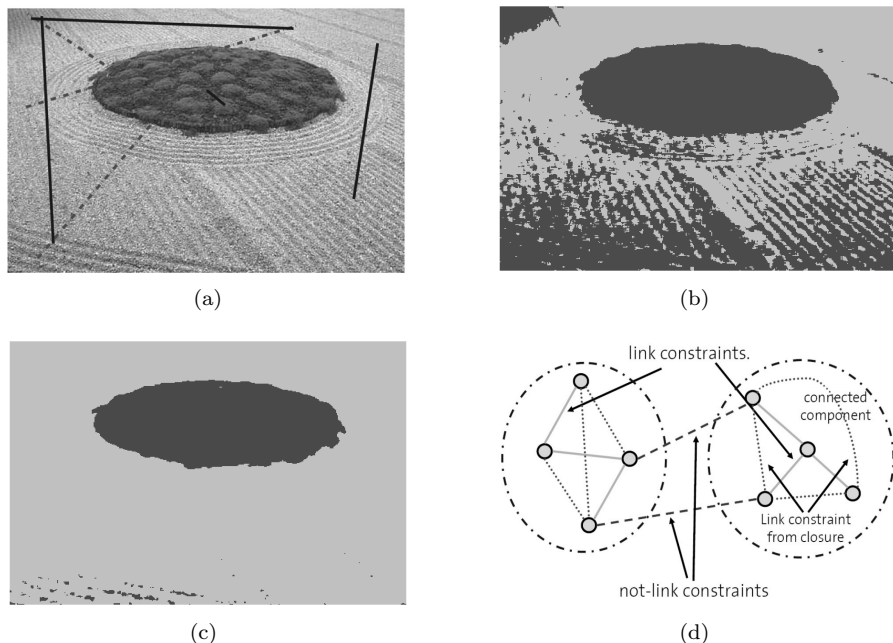 (a)
(b)
link constraints.
connected
component
Link constraint
from closure
not-link constraints
(c)
(d)